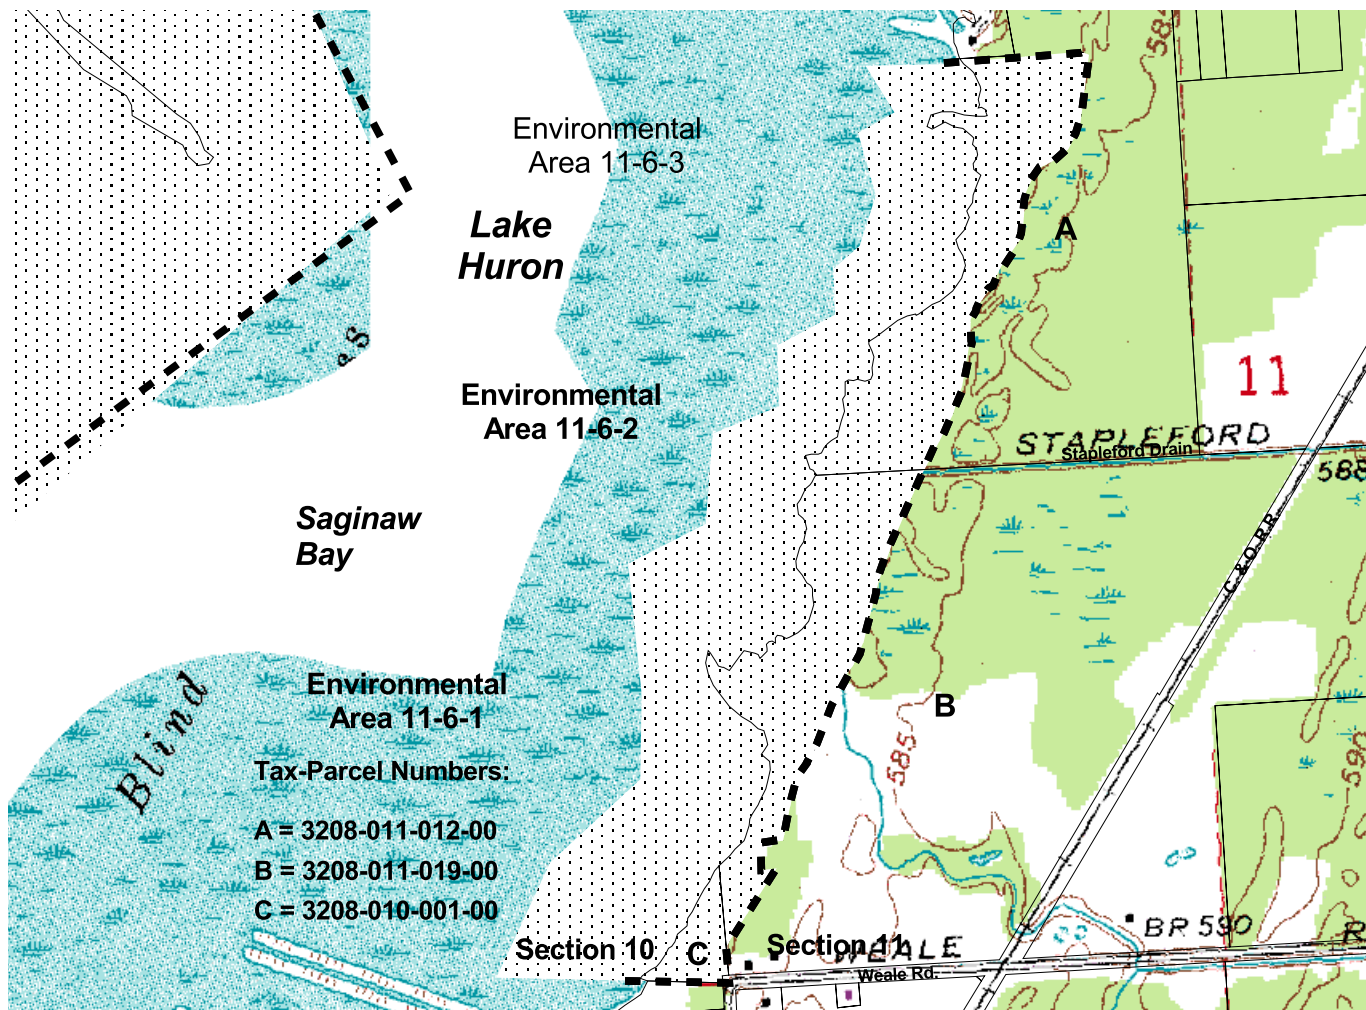 584
Environmental
Area 11-6-3
Lake
Huron
A
es
11
Environmental
Area 11-6-2
STAPLEFORD
Stapleford Drain
588
Saginaw
Bay
C & O R R
Environmental
Area 11-6-1
Blind
B
585
590
Tax-Parcel Numbers:
A = 3208-011-012-00
B = 3208-011-019-00
C = 3208-010-001-00
BR 590
R
Section 10
C
Section 11
WEALE
Weale Rd.